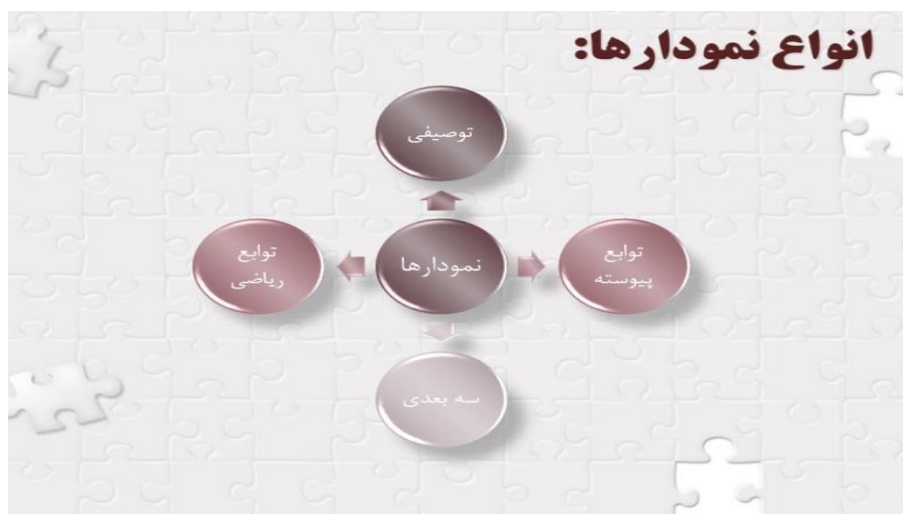 انواع نمودارها:
توصیفی
توابع
پیوسته
نمودارها
توابع
ریاضی
سه بعدی